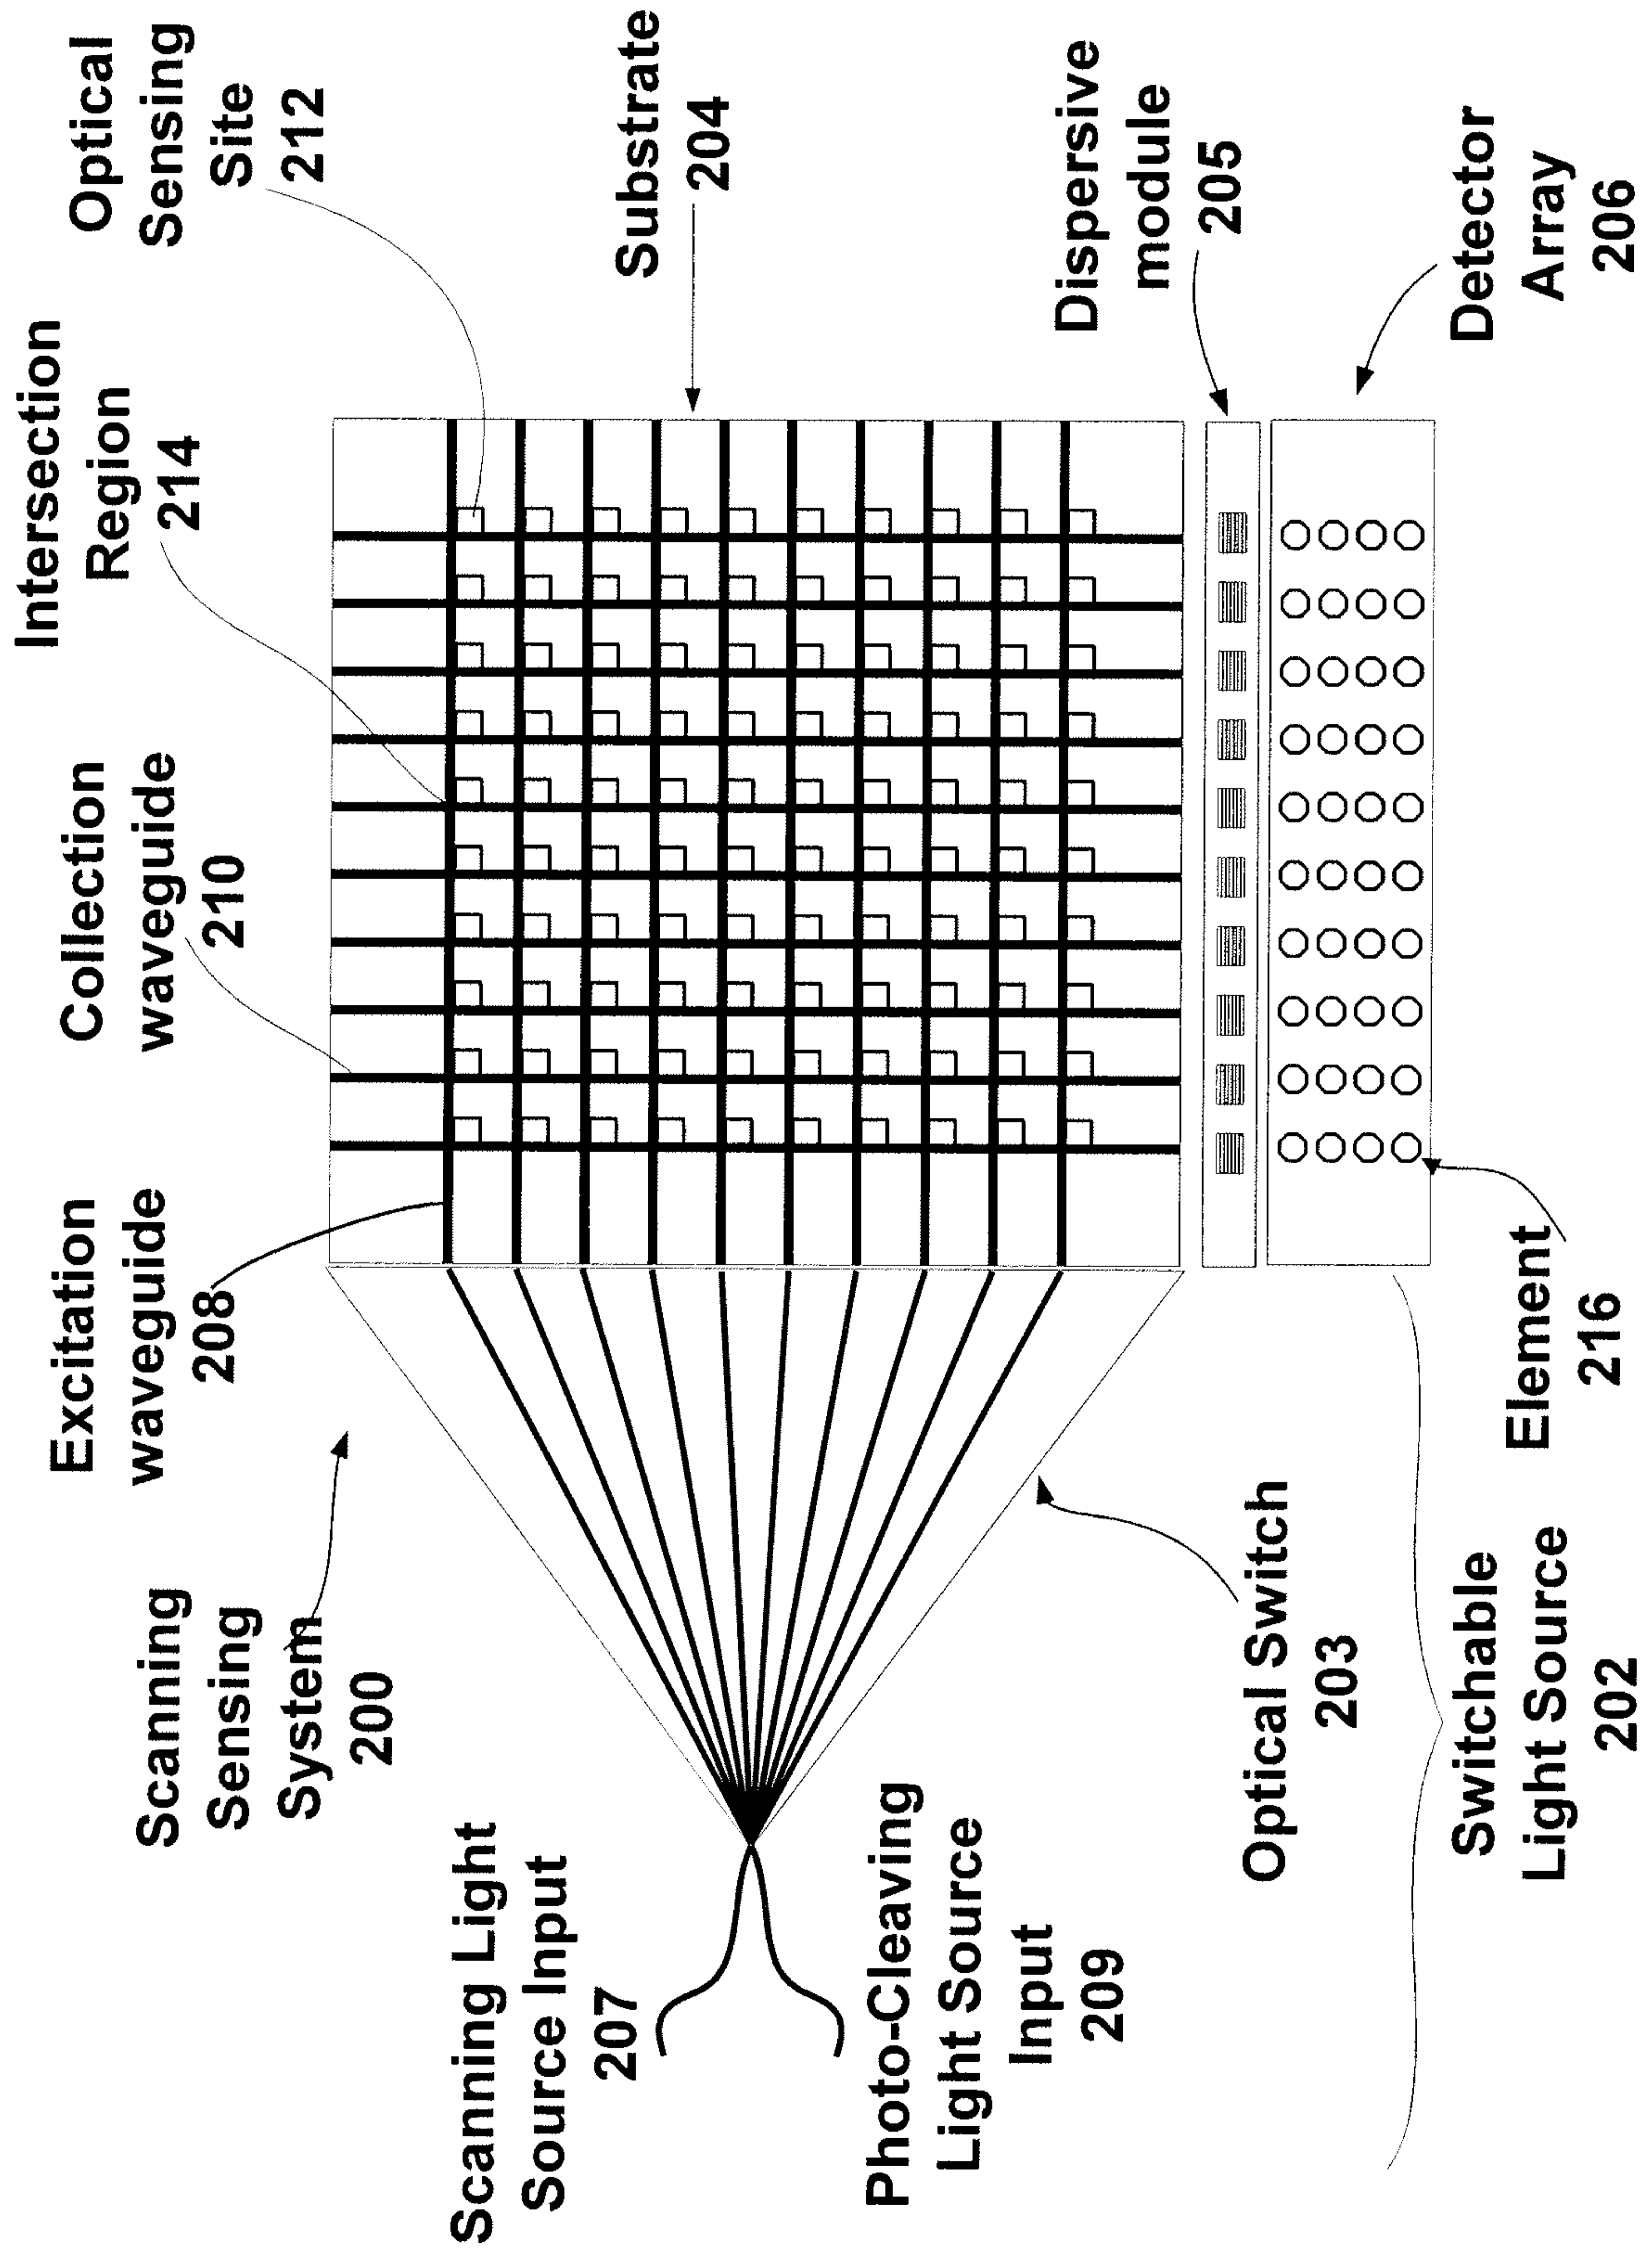 Scanning
Sensing
System
200
Excitation
waveguide
208
Collection
waveguide
210
Intersection
Region
214
Optical
Sensing
Site
212
Substrate
204
Scanning Light
Source Input
207
Photo-Cleaving
Light Source
Input
209
Optical Switch
203
Dispersive
module
205
Switchable
Light Source
202
Element
216
Detector
Array
206